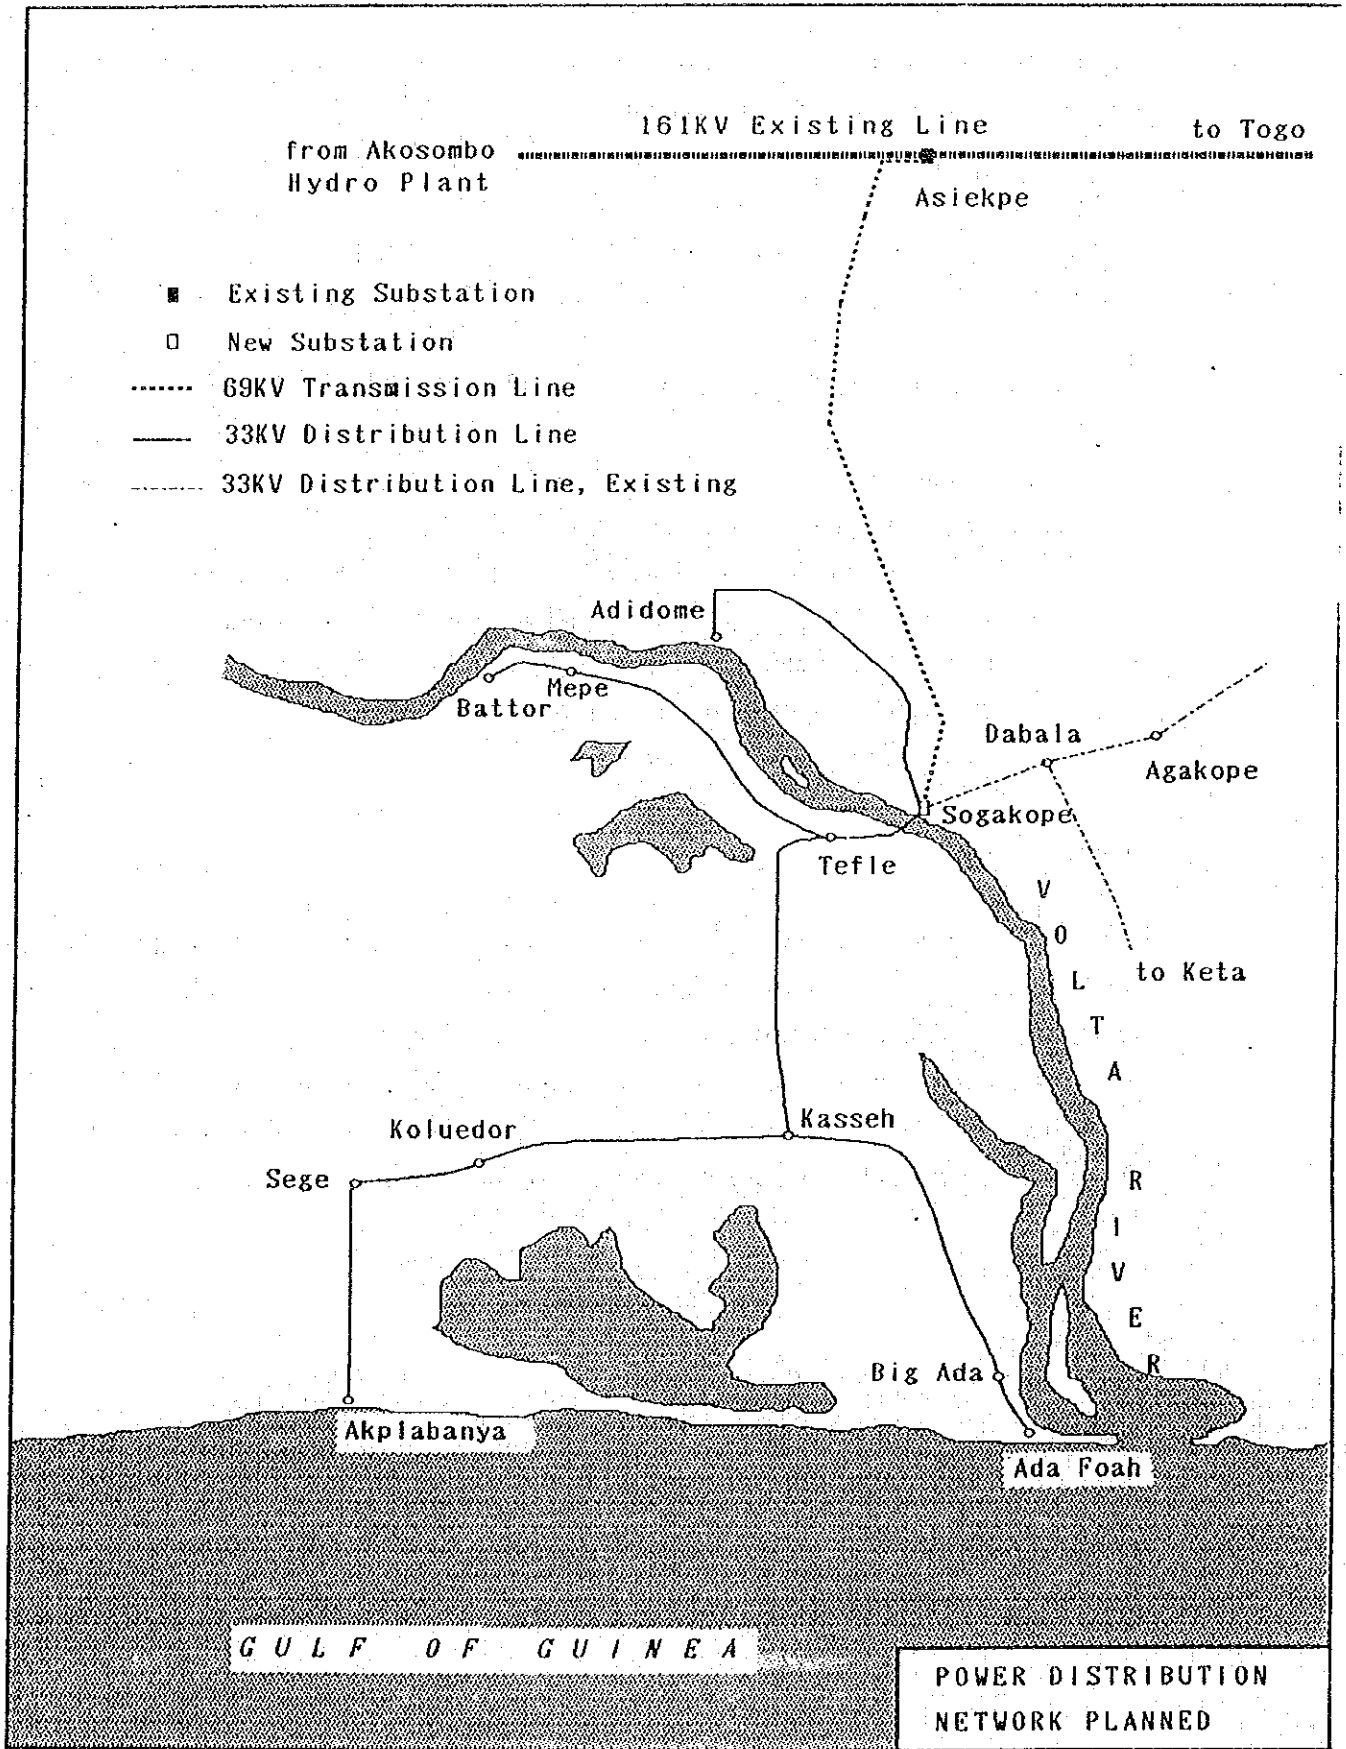 161KV Existing Line
to Togo
from Akosombo
Hydro Plant
Asiekpe
Existing Substation
New Substation
69KV Transmission Line
33KV Distribution Line
33KV Distribution Line, Existing
Adidome
Mepe
Battor
Dabala
Agakope
Sogakope
Tefle
to Keta
VOLTA RIVER
Kasseh
Koluedor
Sege
Big Ada
Akplabanya
Ada Foah
GULF OF GUINEA
POWER DISTRIBUTION
NETWORK PLANNED